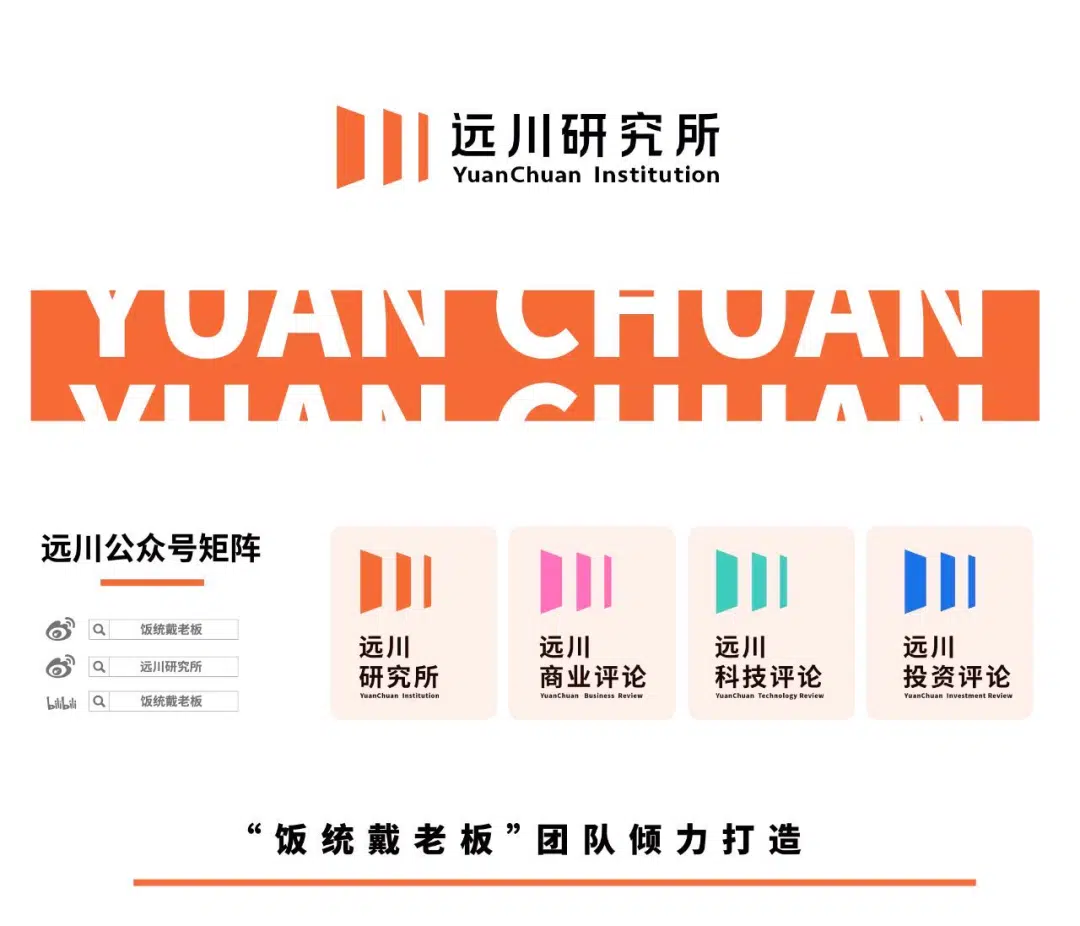 远川研究所
YuanChuan Institution
YUAN CHUAN
YUAN CHUAN
远川公众号矩阵
饭统戴老板
远川研究所
bilibili
饭统戴老板
远川
研究所
YuanChuan Institution
远川
商业评论
YuanChuan Business Review
远川
科技评论
YuanChuan Technology Review
远川
投资评论
YuanChuan Investment Review
“饭统戴老板”团队倾力打造